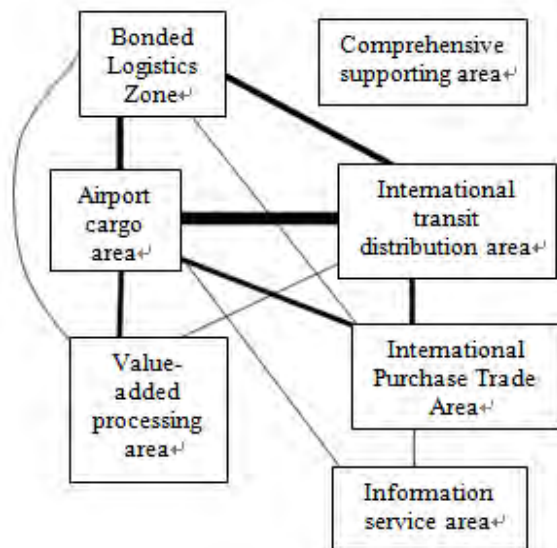 Bonded
Logistics
Zone↵
Comprehensive
supporting area↵
Airport
cargo
area↵
International
transit
distribution area↵
Value-
added
processing
area↵
International
Purchase Trade
Area↵
Information
service area↵